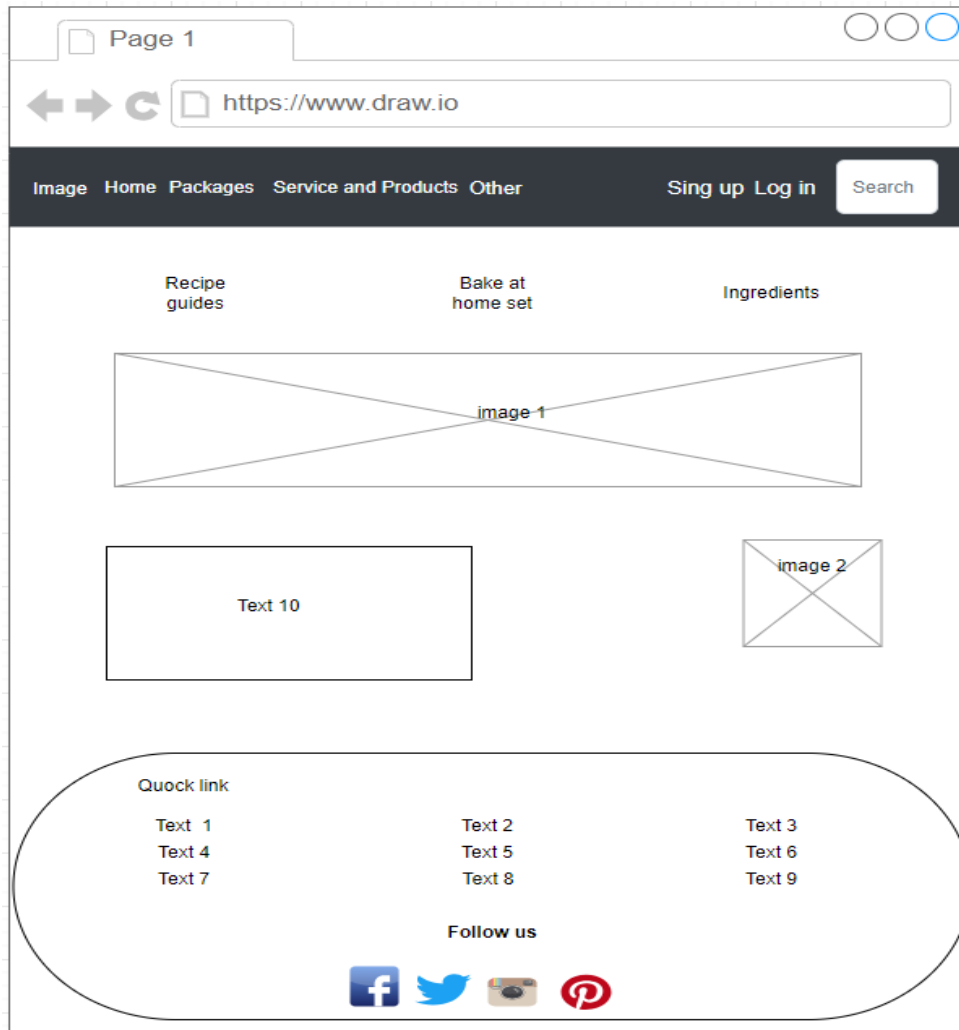 Page 1
https://www.draw.io
Image Home Packages Service and Products Other Sing up Log in Search
Recipe guides
Bake at home set
Ingredients
image 1
Text 10
image 2
Quock link
Text 1 Text 2 Text 3
Text 4 Text 5 Text 6
Text 7 Text 8 Text 9
Follow us